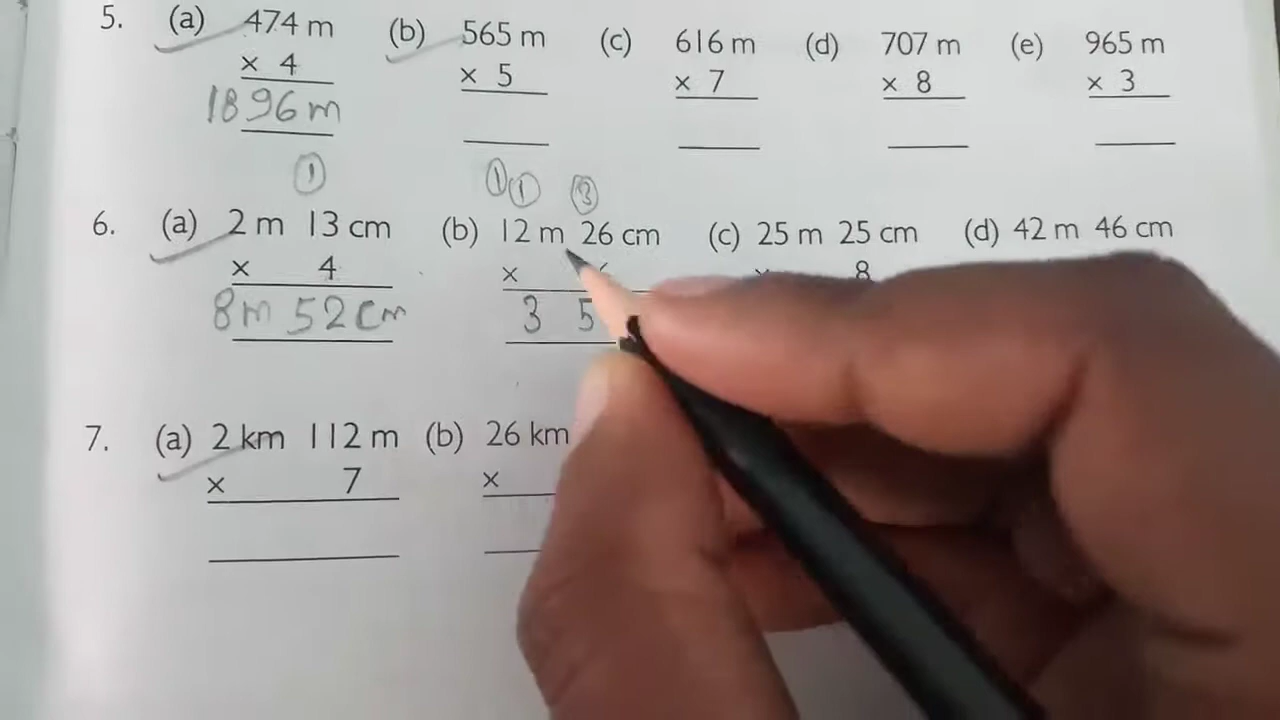 5. (a) 474 m (b) 565 m (c) 616 m (d) 707 m (e) 965 m
× 4 × 5 × 7 × 8 × 3
1896 m
1 1 1 3
6. (a) 2 m 13 cm (b) 12 m 26 cm (c) 25 m 25 cm (d) 42 m 46 cm
× 4 × 8
8m 52cm 3 5
7. (a) 2 km 112 m (b) 26 km
× 7 ×